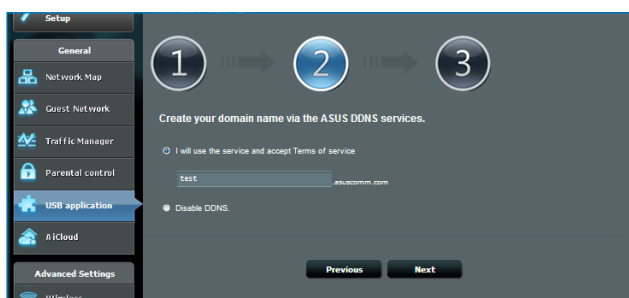 Setup
General
Network Map
Guest Network
Traffic Manager
Parental control
USB application
AiCloud
Advanced Settings
Wireless
1
2
3
Create your domain name via the ASUS DDNS services.
I will use the service and accept Terms of service
test .asuscomm.com
Disable DDNS.
Previous Next